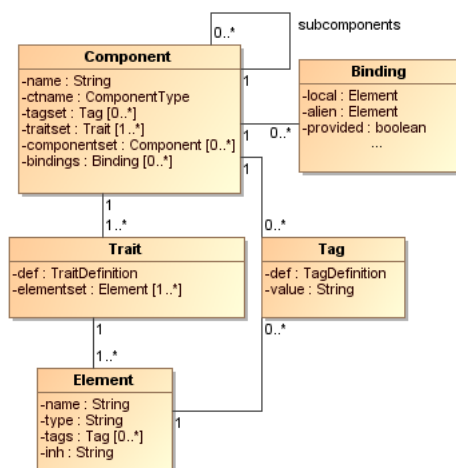 0..*
subcomponents
Component
-name : String
-ctname : ComponentType
-tagset : Tag [0..*]
-traitset : Trait [1..*]
-componentset : Component [0..*]
-bindings : Binding [0..*]
1
1
0..*
1
Binding
-local : Element
-alien : Element
-provided : boolean
...
1
1..*
0..*
Trait
-def : TraitDefinition
-elementset : Element [1..*]
Tag
-def : TagDefinition
-value : String
1
1..*
0..*
Element
-name : String
-type : String
-tags : Tag [0..*]
-inh : String
1